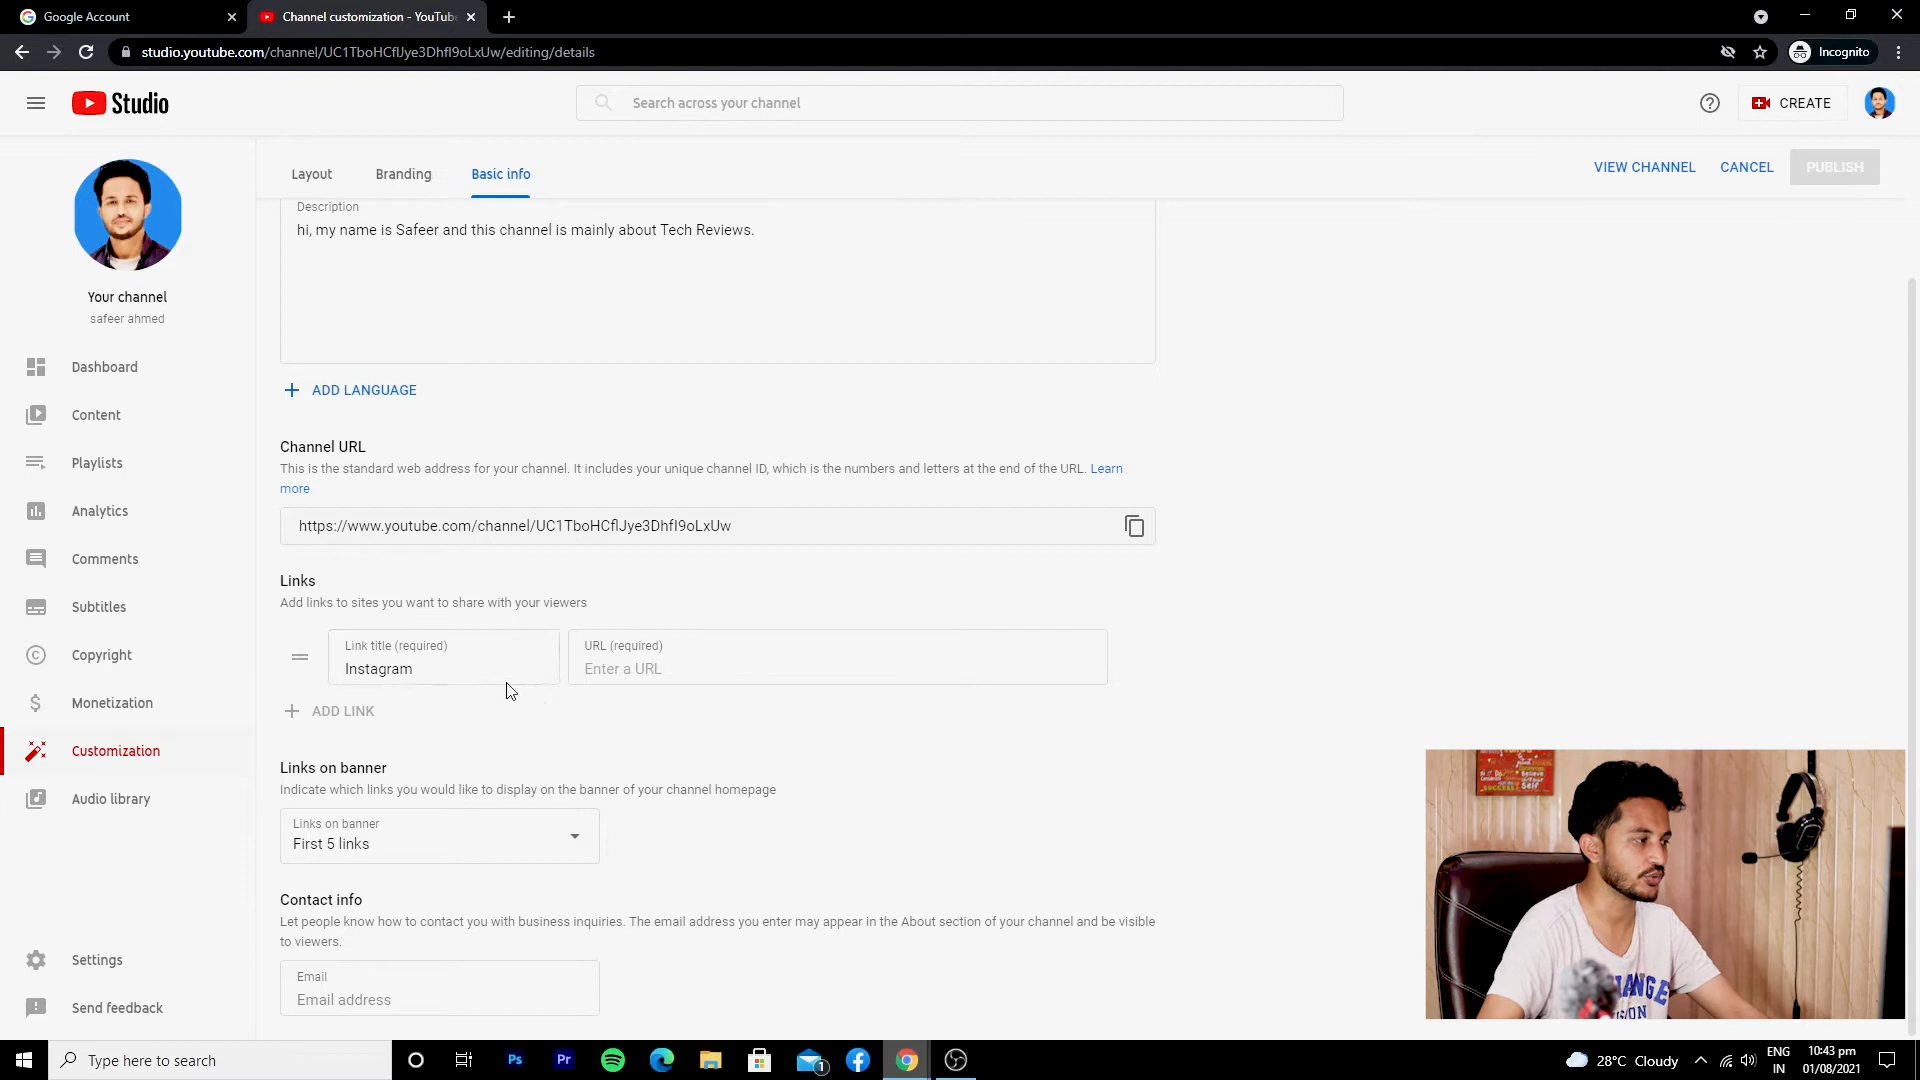 Google Account
Channel customization - YouTube
studio.youtube.com/channel/UC1TboHCflJye3DhfI9oLxUw/editing/details
Incognito
Studio
Search across your channel
CREATE
Layout
Branding
Basic info
VIEW CHANNEL
CANCEL
PUBLISH
Your channel
safeer ahmed
Dashboard
Content
Playlists
Analytics
Comments
Subtitles
Copyright
Monetization
Customization
Audio library
Settings
Send feedback
Description
hi, my name is Safeer and this channel is mainly about Tech Reviews.
ADD LANGUAGE
Channel URL
This is the standard web address for your channel. It includes your unique channel ID, which is the numbers and letters at the end of the URL. Learn
more
https://www.youtube.com/channel/UC1TboHCflJye3DhfI9oLxUw
Links
Add links to sites you want to share with your viewers
Link title (required)
Instagram
URL (required)
Enter a URL
ADD LINK
Links on banner
Indicate which links you would like to display on the banner of your channel homepage
Links on banner
First 5 links
Contact info
Let people know how to contact you with business inquiries. The email address you enter may appear in the About section of your channel and be visible
to viewers.
Email
Email address
Type here to search
Ps
Pr
1
28°C Cloudy
ENG
IN
10:43 pm
01/08/2021